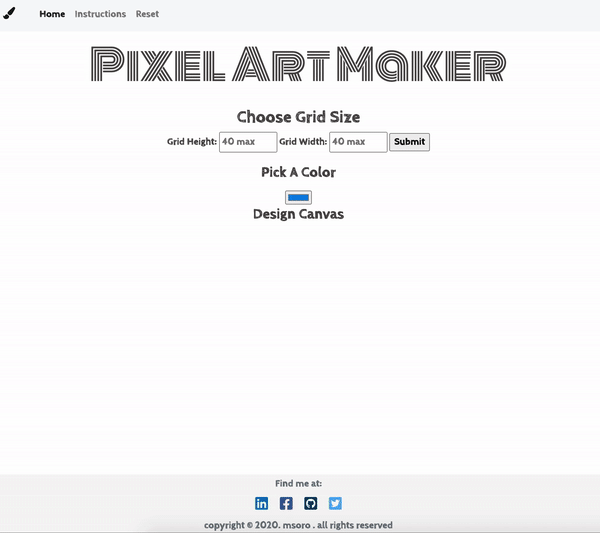 Home Instructions Reset
Pixel Art Maker
Choose Grid Size
Grid Height: 40 max Grid Width: 40 max Submit
Pick A Color
Design Canvas
Find me at:
copyright © 2020. msoro . all rights reserved